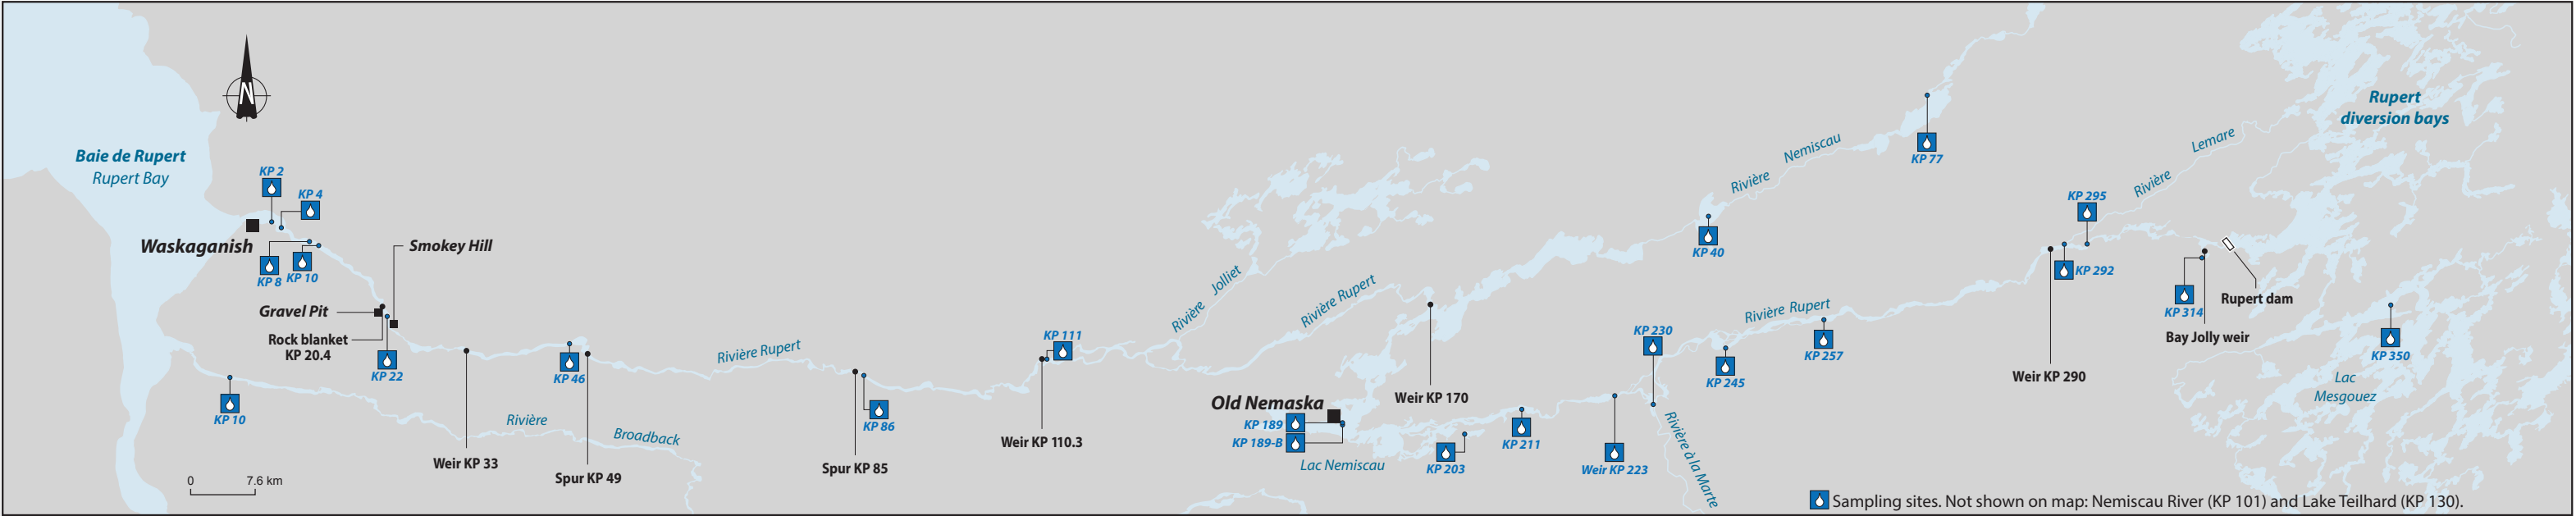 N
Baie de Rupert
Rupert Bay
KP 2
KP 4
Waskaganish
KP 8
KP 10
Smokey Hill
Gravel Pit
Rock blanket
KP 20.4
KP 22
KP 10
0
7.6 km
Rivière
Broadback
Weir KP 33
KP 46
Spur KP 49
Rivière Rupert
KP 86
Spur KP 85
KP 111
Weir KP 110.3
Rivière Jolliet
Rivière Rupert
Weir KP 170
Old Nemaska
KP 189
KP 189-B
Lac Nemiscau
KP 203
KP 211
Weir KP 223
KP 230
Rivière à la Marte
KP 40
Rivière Nemiscau
KP 77
KP 245
Rivière Rupert
KP 257
Weir KP 290
KP 292
KP 295
Rivière Lemare
Rupert
diversion bays
KP 314
Rupert dam
Bay Jolly weir
KP 350
Lac
Mesgouez
Sampling sites. Not shown on map: Nemiscau River (KP 101) and Lake Teilhard (KP 130).